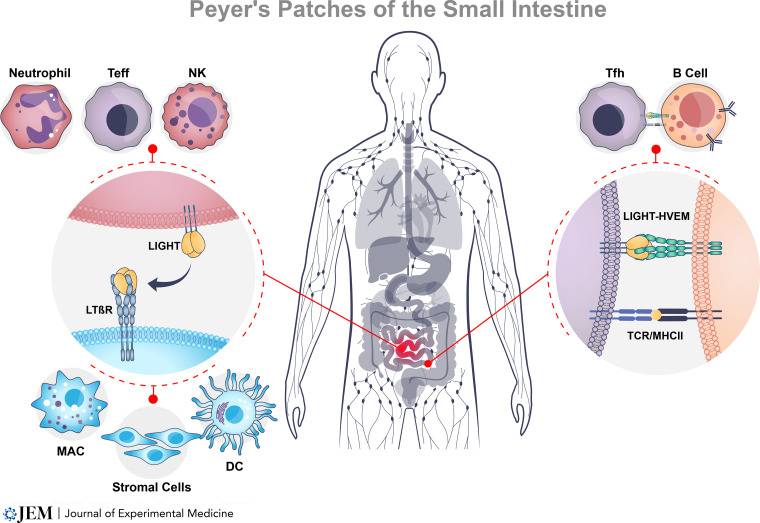 Peyer's Patches of the Small Intestine
Neutrophil
Teff
NK
Tfh
B Cell
LIGHT
LTßR
LIGHT-HVEM
TCR/MHCII
MAC
Stromal Cells
DC
JEM | Journal of Experimental Medicine